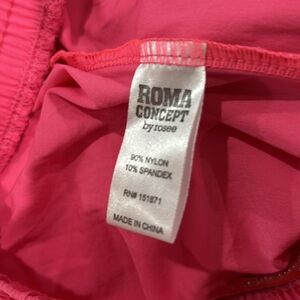 ROMA
CONCEPT
by rosee
90% NYLON
10% SPANDEX
RN# 151871
MADE IN CHINA